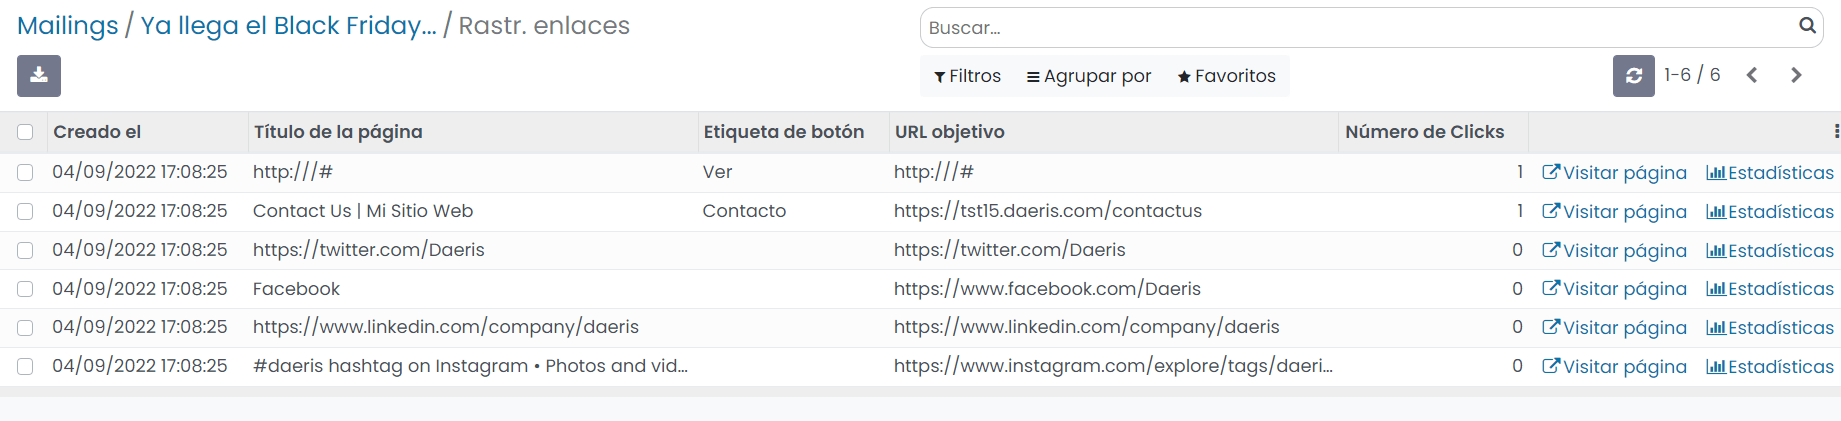 Mailings / Ya llega el Black Friday... / Rastr. enlaces
Buscar...
Filtros Agrupar por Favoritos 1-6 / 6
Creado el Título de la página Etiqueta de botón URL objetivo Número de Clicks
04/09/2022 17:08:25 http:///# Ver http:///# 1 Visitar página Estadísticas
04/09/2022 17:08:25 Contact Us | Mi Sitio Web Contacto https://tst15.daeris.com/contactus 1 Visitar página Estadísticas
04/09/2022 17:08:25 https://twitter.com/Daeris https://twitter.com/Daeris 0 Visitar página Estadísticas
04/09/2022 17:08:25 Facebook https://www.facebook.com/Daeris 0 Visitar página Estadísticas
04/09/2022 17:08:25 https://www.linkedin.com/company/daeris https://www.linkedin.com/company/daeris 0 Visitar página Estadísticas
04/09/2022 17:08:25 #daeris hashtag on Instagram • Photos and vid... https://www.instagram.com/explore/tags/daeri... 0 Visitar página Estadísticas